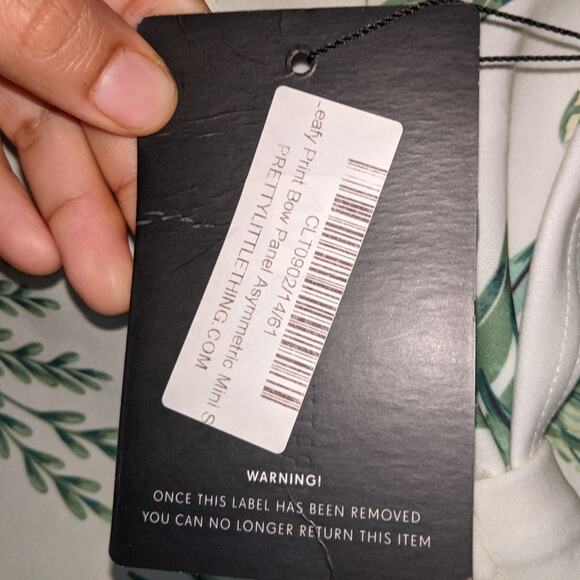 CLT0902/14/61
eafy Print Bow Panel Asymmetric Mini S
PRETTYLITTLETHING.COM
WARNING!
ONCE THIS LABEL HAS BEEN REMOVED
YOU CAN NO LONGER RETURN THIS ITEM